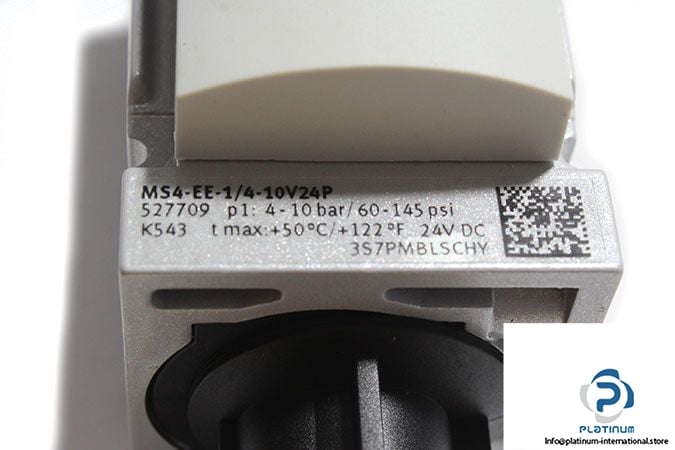 MS4-EE-1/4-10V24P
527709 p1: 4-10 bar/60-145 psi
K543 t max:+50°C/+122°F 24V DC
3S7PMBLSCHY
PLATINUM
Info@platinum-international.store